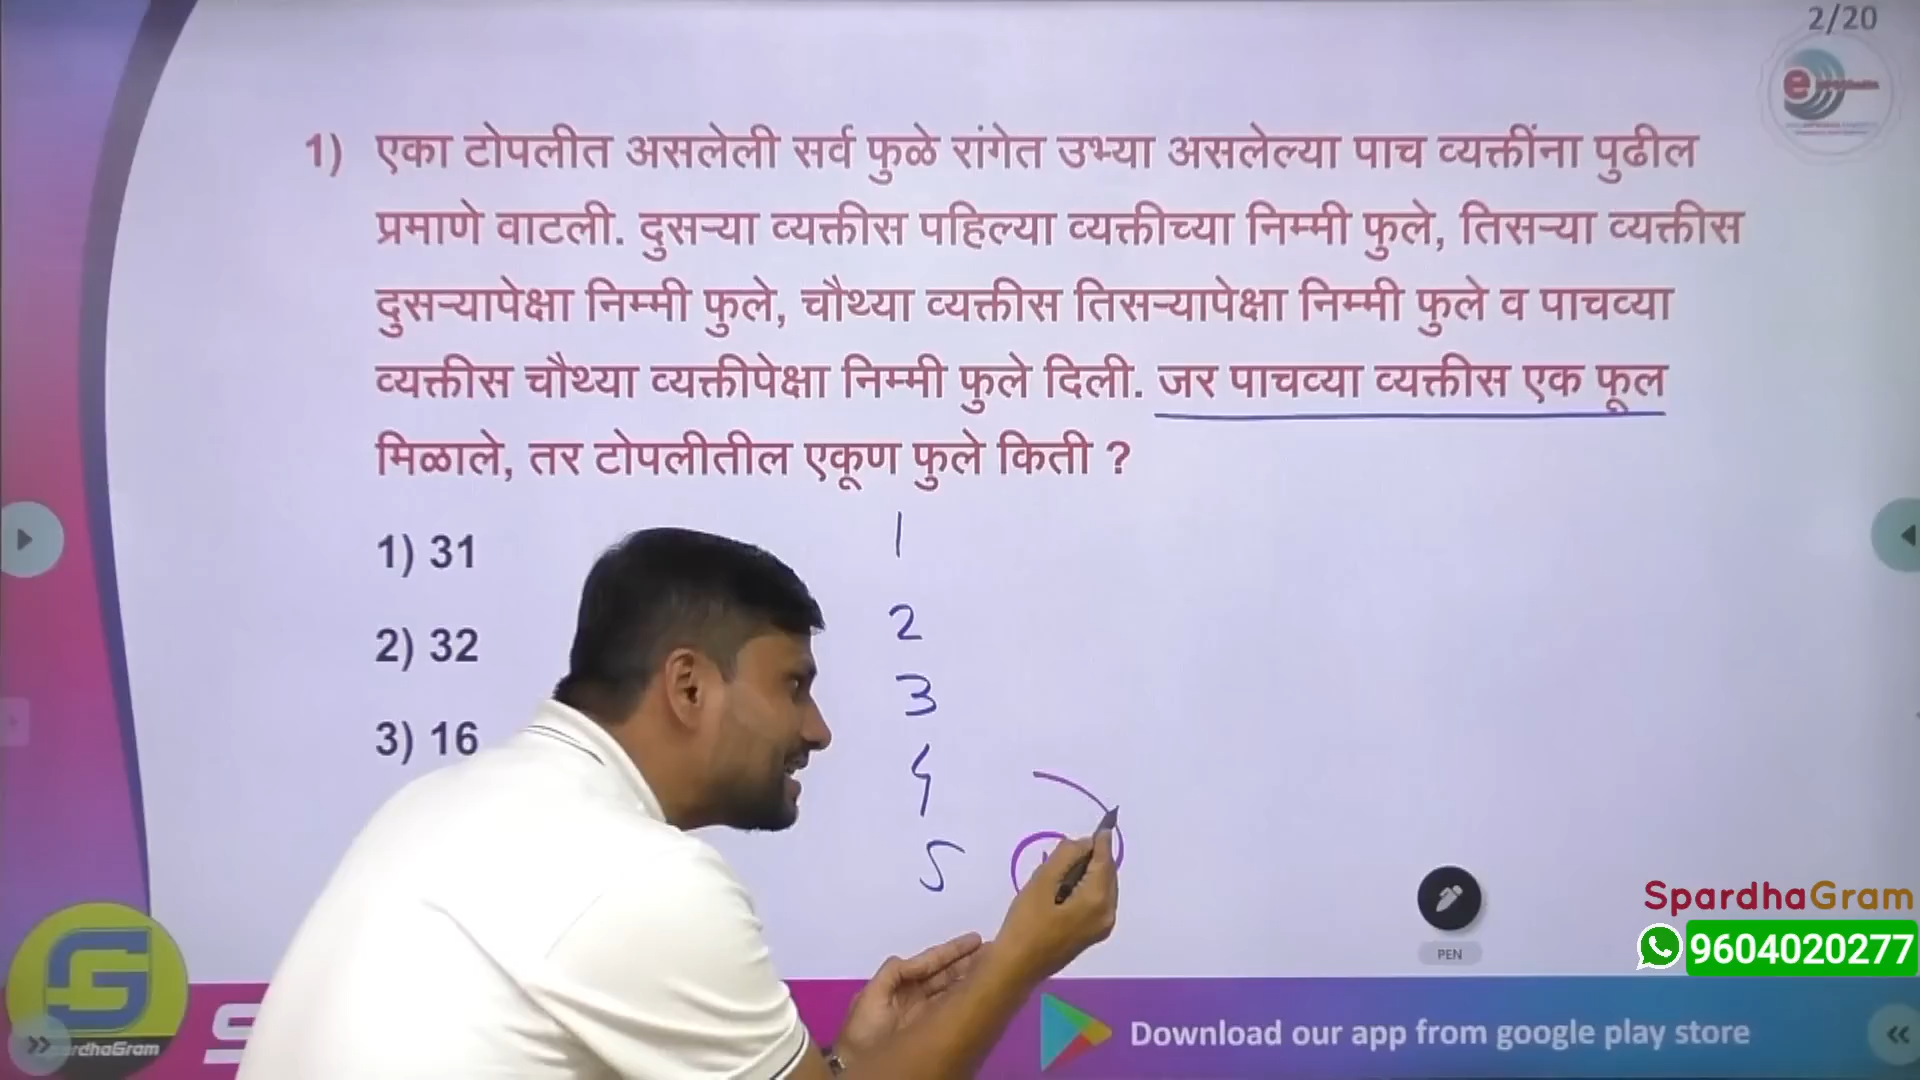 2/20
1) एका टोपलीत असलेली सर्व फुळे रांगेत उभ्या असलेल्या पाच व्यक्तींना पुढील
प्रमाणे वाटली. दुसऱ्या व्यक्तीस पहिल्या व्यक्तीच्या निम्मी फुले, तिसऱ्या व्यक्तीस
दुसऱ्यापेक्षा निम्मी फुले, चौथ्या व्यक्तीस तिसऱ्यापेक्षा निम्मी फुले व पाचव्या
व्यक्तीस चौथ्या व्यक्तीपेक्षा निम्मी फुले दिली. जर पाचव्या व्यक्तीस एक फूल
मिळाले, तर टोपलीतील एकूण फुले किती ?
1) 31
2) 32
3) 16
1
2
3
4
5
PEN
SpardhaGram
9604020277
Download our app from google play store